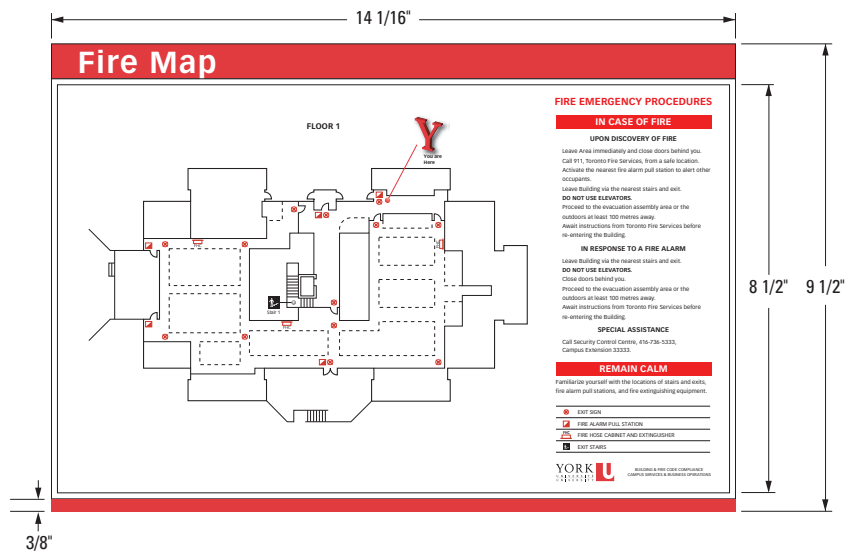 14 1/16"
Fire Map
FLOOR 1
Y
You are
Here
FHC
FHC
Stair 1
FIRE EMERGENCY PROCEDURES
IN CASE OF FIRE
UPON DISCOVERY OF FIRE
Leave Area immediately and close doors behind you.
Call 911, Toronto Fire Services, from a safe location.
Activate the nearest fire alarm pull station to alert other
occupants.
Leave Building via the nearest stairs and exit.
DO NOT USE ELEVATORS.
Proceed to the evacuation assembly area or the
outdoors at least 100 metres away.
Await instructions from Toronto Fire Services before
re-entering the Building.
IN RESPONSE TO A FIRE ALARM
Leave Building via the nearest stairs and exit.
DO NOT USE ELEVATORS.
Close doors behind you.
Proceed to the evacuation assembly area or the
outdoors at least 100 metres away.
Await instructions from Toronto Fire Services before
re-entering the Building.
SPECIAL ASSISTANCE
Call Security Control Centre, 416-736-5333,
Campus Extension 33333.
REMAIN CALM
Familiarize yourself with the locations of stairs and exits,
fire alarm pull stations, and fire extinguishing equipment.
EXIT SIGN
FIRE ALARM PULL STATION
FHC FIRE HOSE CABINET AND EXTINGUISHER
EXIT STAIRS
YORK U
UNIVERSITÉ
UNIVERSITY
BUILDING & FIRE CODE COMPLIANCE
CAMPUS SERVICES & BUSINESS OPERATIONS
8 1/2"
9 1/2"
3/8"